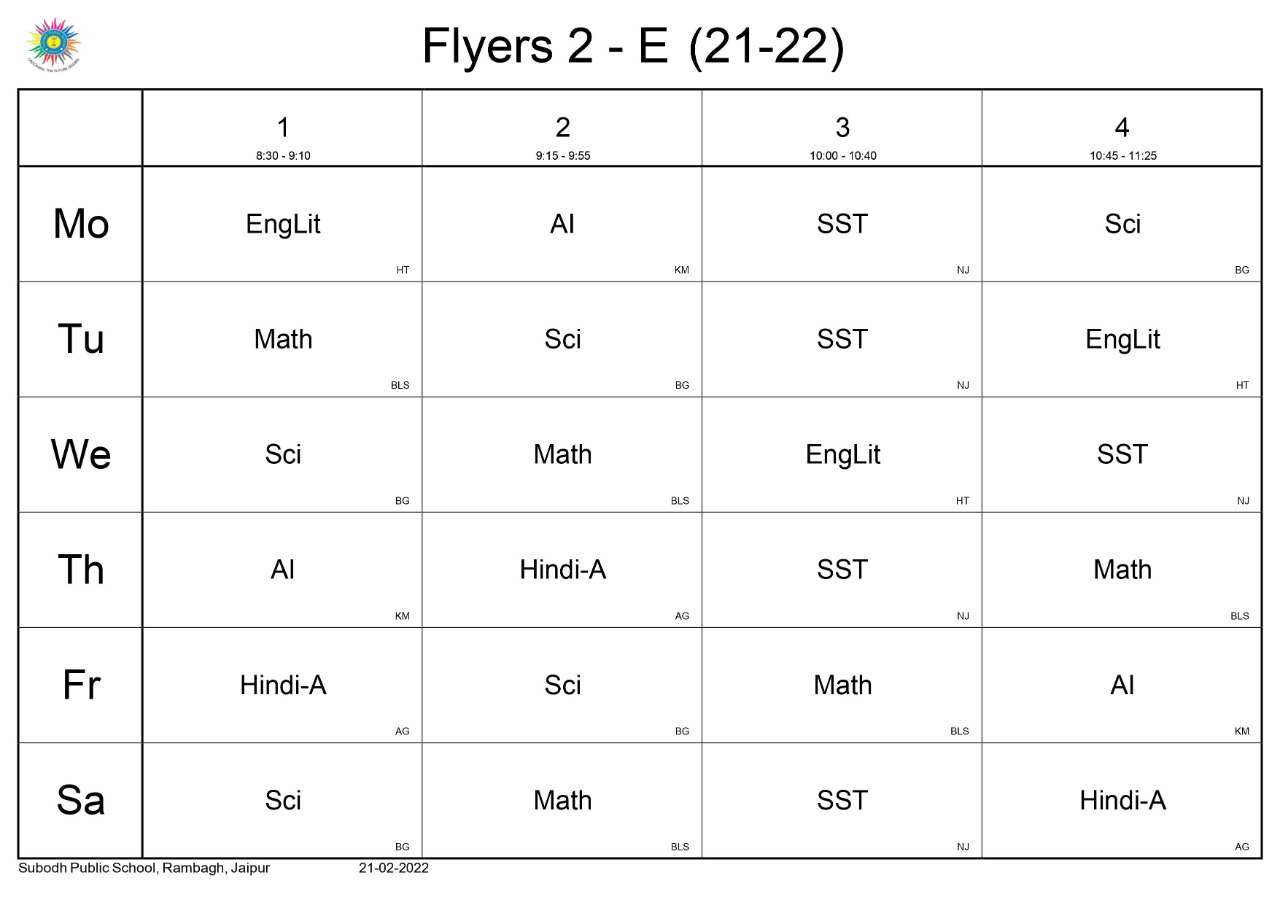 Flyers 2 - E (21-22)
1 2 3 4
8:30 - 9:10 9:15 - 9:55 10:00 - 10:40 10:45 - 11:25
Mo EngLit AI SST Sci
HT KM NJ BG
Tu Math Sci SST EngLit
BLS BG NJ HT
We Sci Math EngLit SST
BG BLS HT NJ
Th AI Hindi-A SST Math
KM AG NJ BLS
Fr Hindi-A Sci Math AI
AG BG BLS KM
Sa Sci Math SST Hindi-A
BG BLS NJ AG
Subodh Public School, Rambagh, Jaipur 21-02-2022